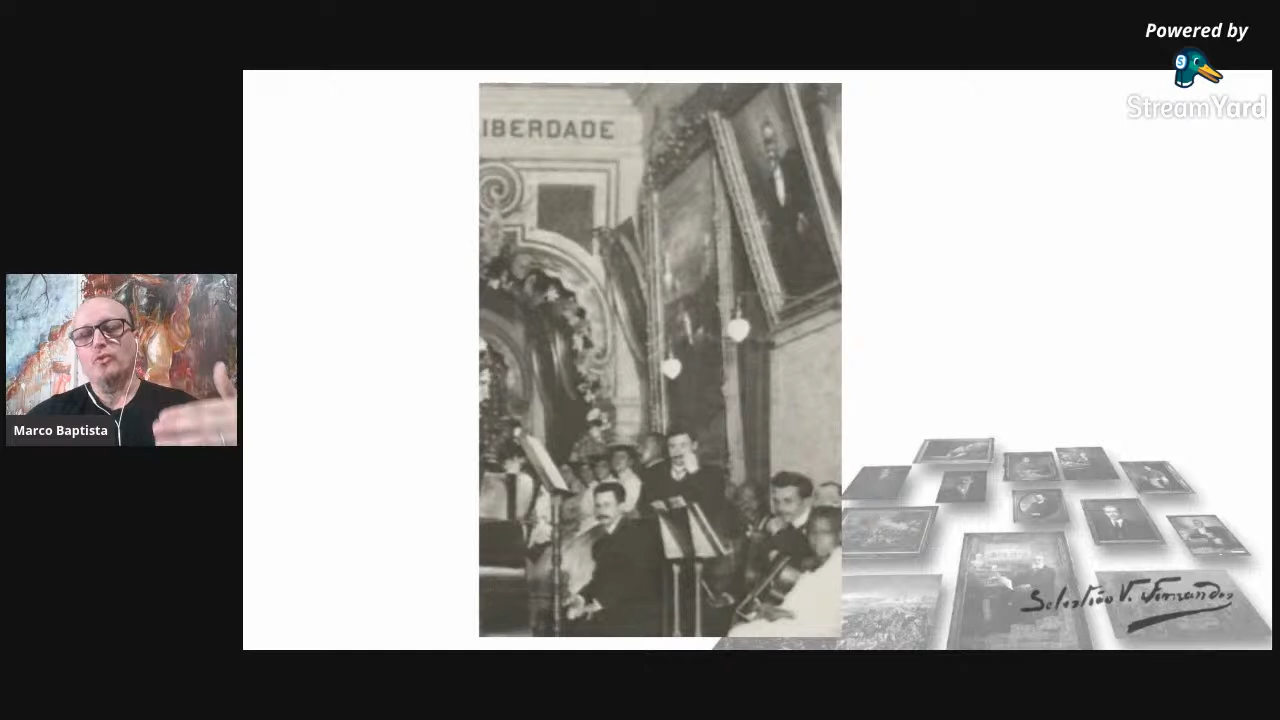 Powered by
StreamYard
IBERDADE
Marco Baptista
Sebastião V. Fernandes